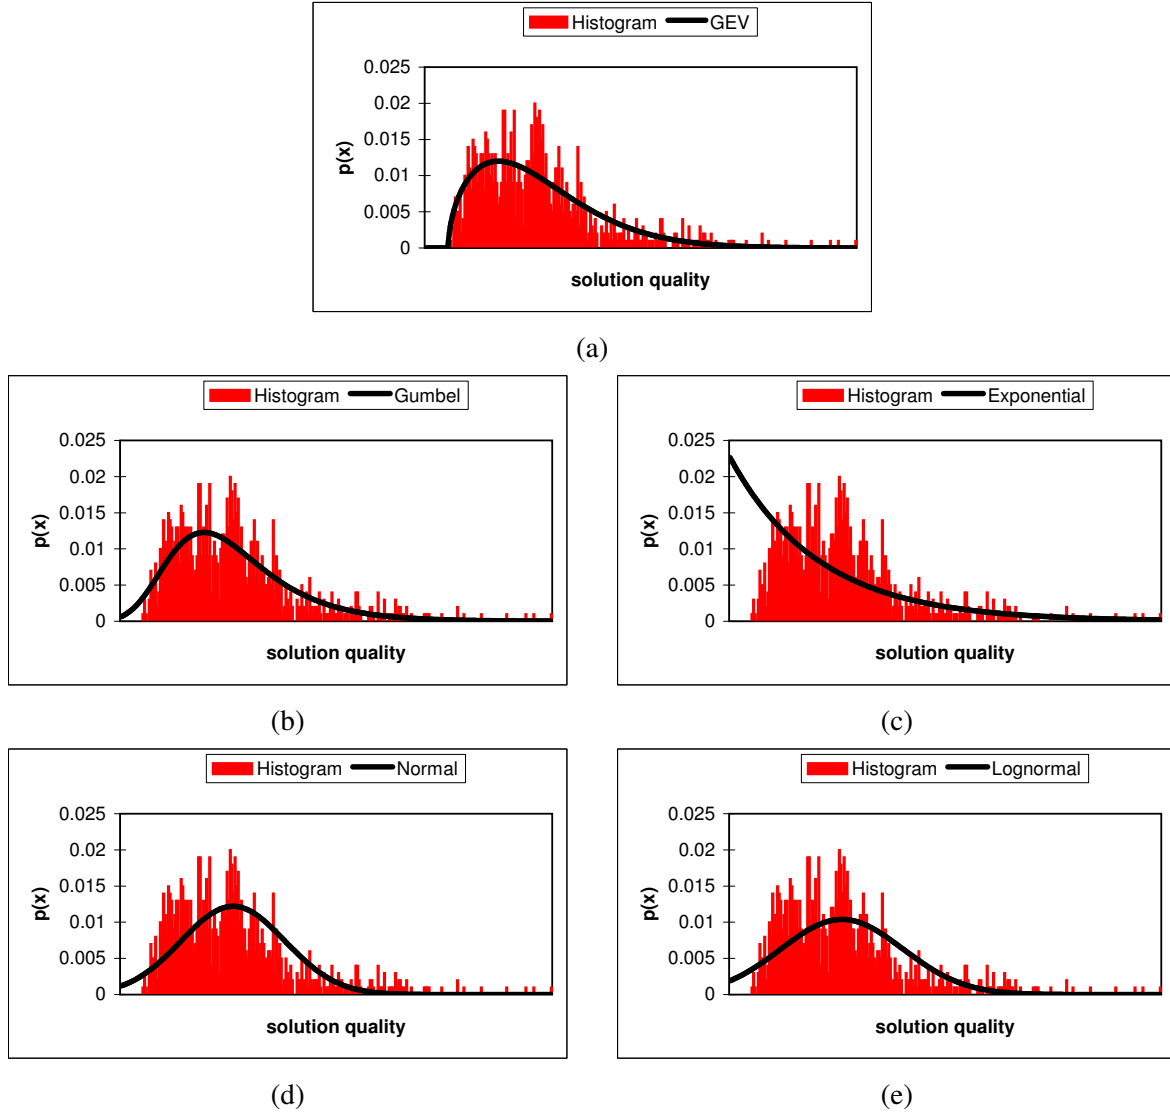 Histogram GEV
0.025
0.02
0.015
0.01
0.005
0
p(x)
solution quality
(a)
Histogram Gumbel
0.025
0.02
0.015
0.01
0.005
0
p(x)
solution quality
(b)
Histogram Exponential
0.025
0.02
0.015
0.01
0.005
0
p(x)
solution quality
(c)
Histogram Normal
0.025
0.02
0.015
0.01
0.005
0
p(x)
solution quality
(d)
Histogram Lognormal
0.025
0.02
0.015
0.01
0.005
0
p(x)
solution quality
(e)